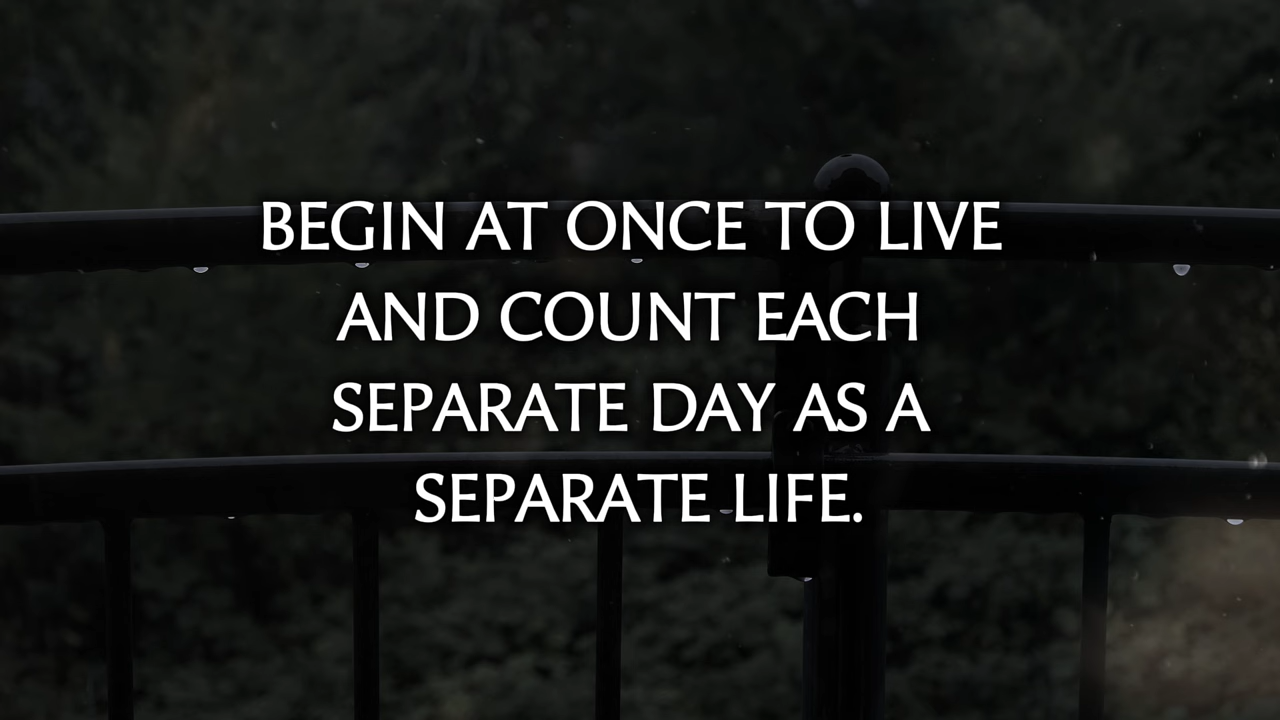 BEGIN AT ONCE TO LIVE
AND COUNT EACH
SEPARATE DAY AS A
SEPARATE LIFE.